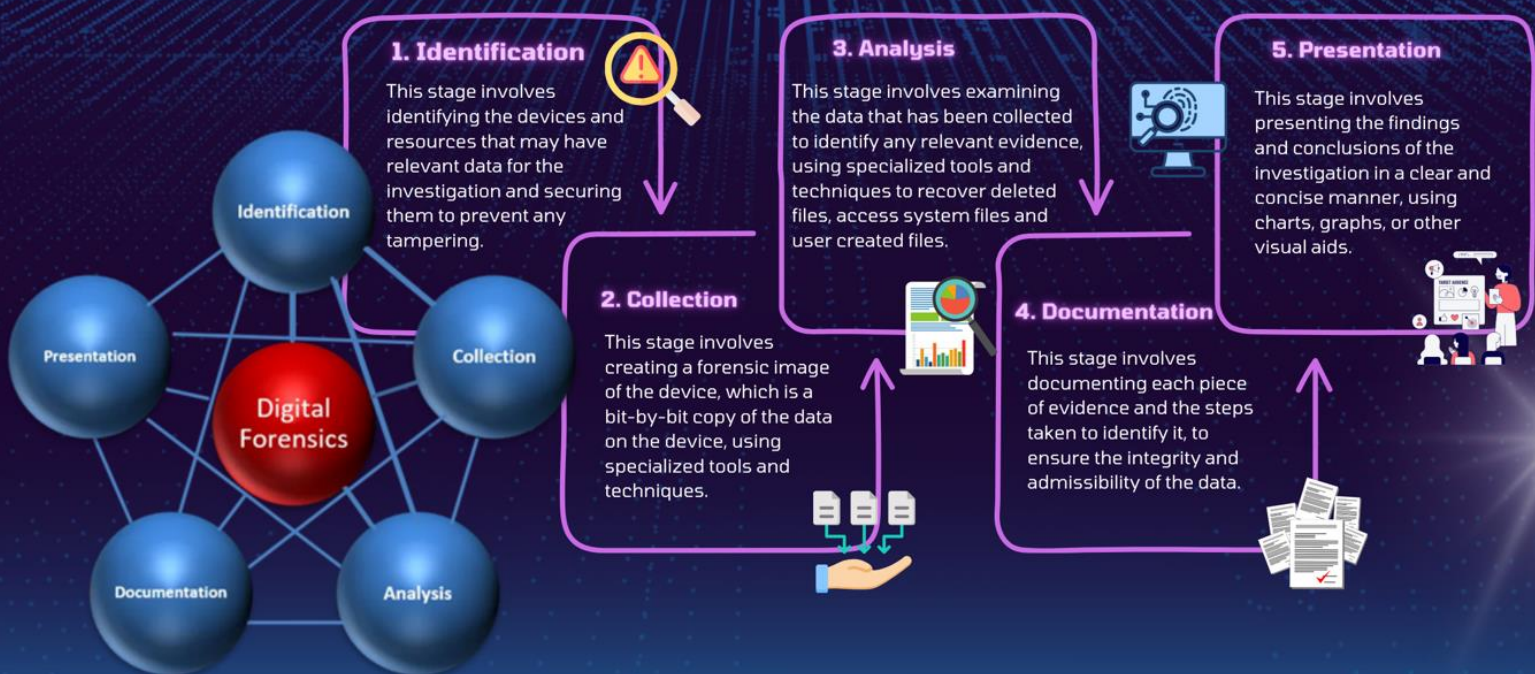 1. Identification
This stage involves
identifying the devices and
resources that may have
relevant data for the
investigation and securing
them to prevent any
tampering.
2. Collection
This stage involves
creating a forensic image
of the device, which is a
bit-by-bit copy of the data
on the device, using
specialized tools and
techniques.
3. Analysis
This stage involves examining
the data that has been collected
to identify any relevant evidence,
using specialized tools and
techniques to recover deleted
files, access system files and
user created files.
4. Documentation
This stage involves
documenting each piece
of evidence and the steps
taken to identify it, to
ensure the integrity and
admissibility of the data.
5. Presentation
This stage involves
presenting the findings
and conclusions of the
investigation in a clear and
concise manner, using
charts, graphs, or other
visual aids.
TARGET AUDIENCE
Identification
Presentation
Collection
Digital
Forensics
Documentation
Analysis